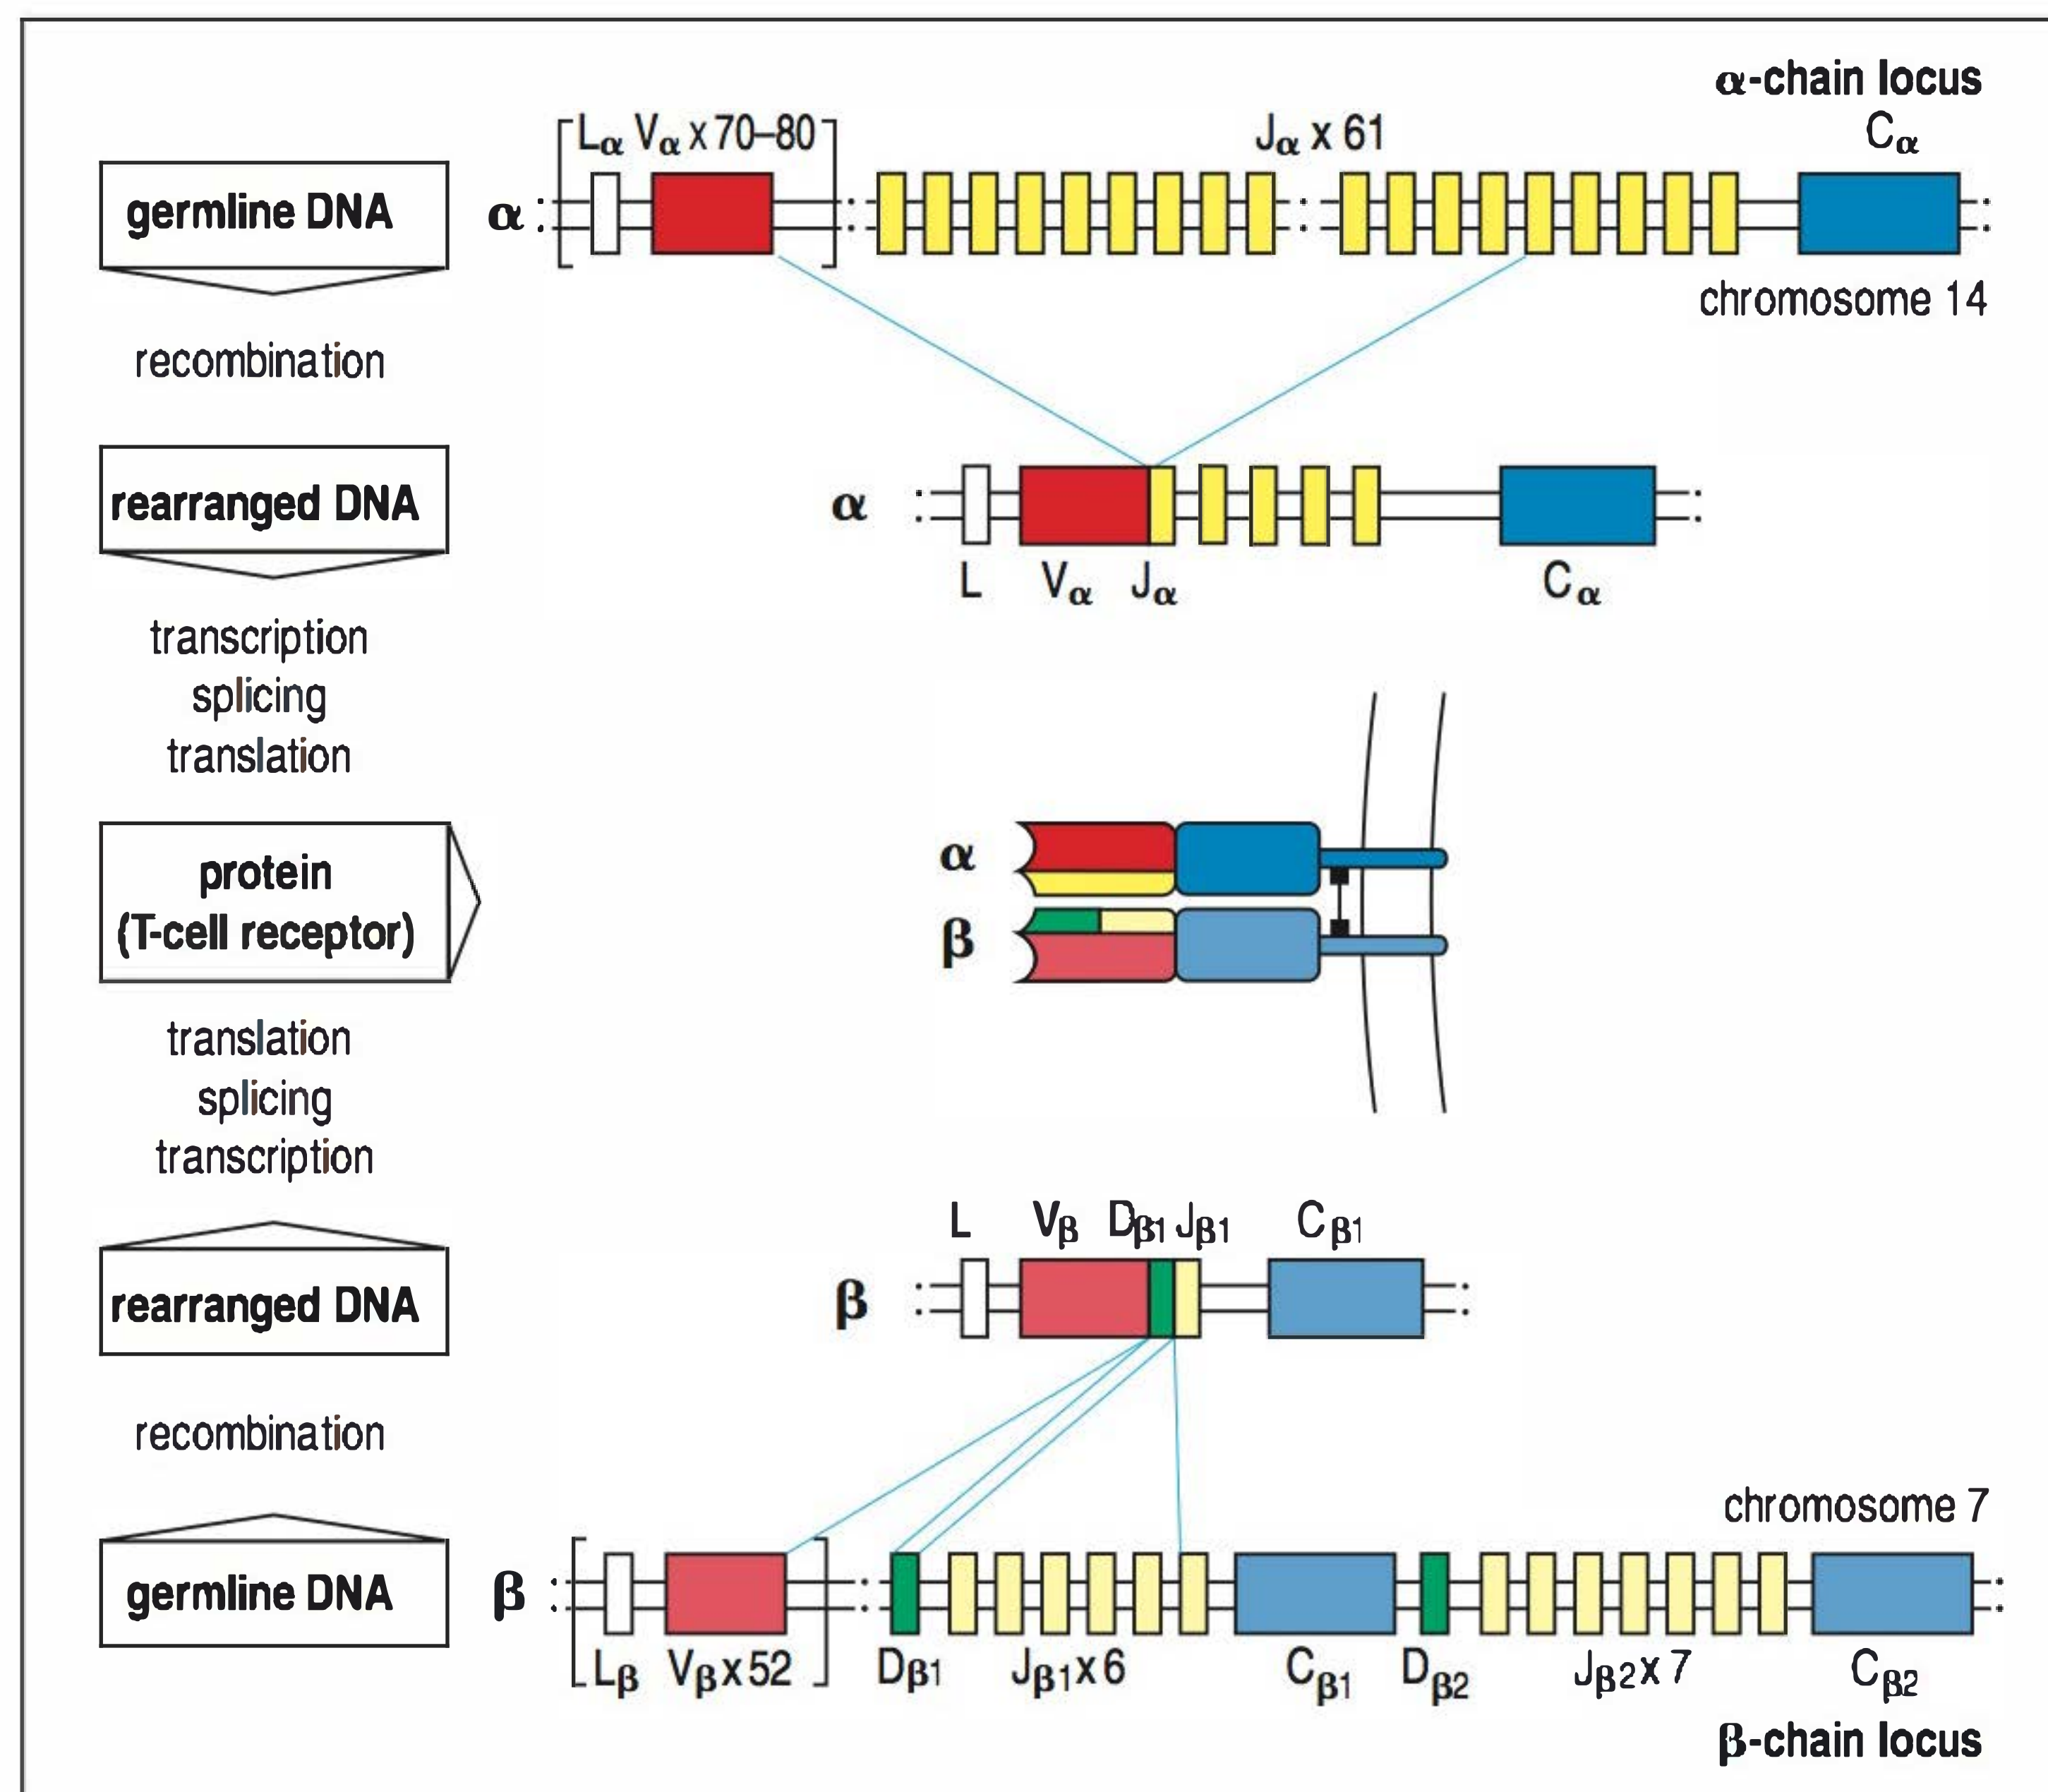 α-chain locus
Lα Vα x 70–80
Jα x 61
Cα
germline DNA
α
chromosome 14
recombination
rearranged DNA
α
L Vα Jα Cα
transcription
splicing
translation
protein
(T-cell receptor)
α
β
translation
splicing
transcription
L Vβ Dβ1 Jβ1 Cβ1
rearranged DNA
β
recombination
chromosome 7
germline DNA
β
Lβ Vβ x 52 Dβ1 Jβ1 x 6 Cβ1 Dβ2 Jβ2 x 7 Cβ2
β-chain locus